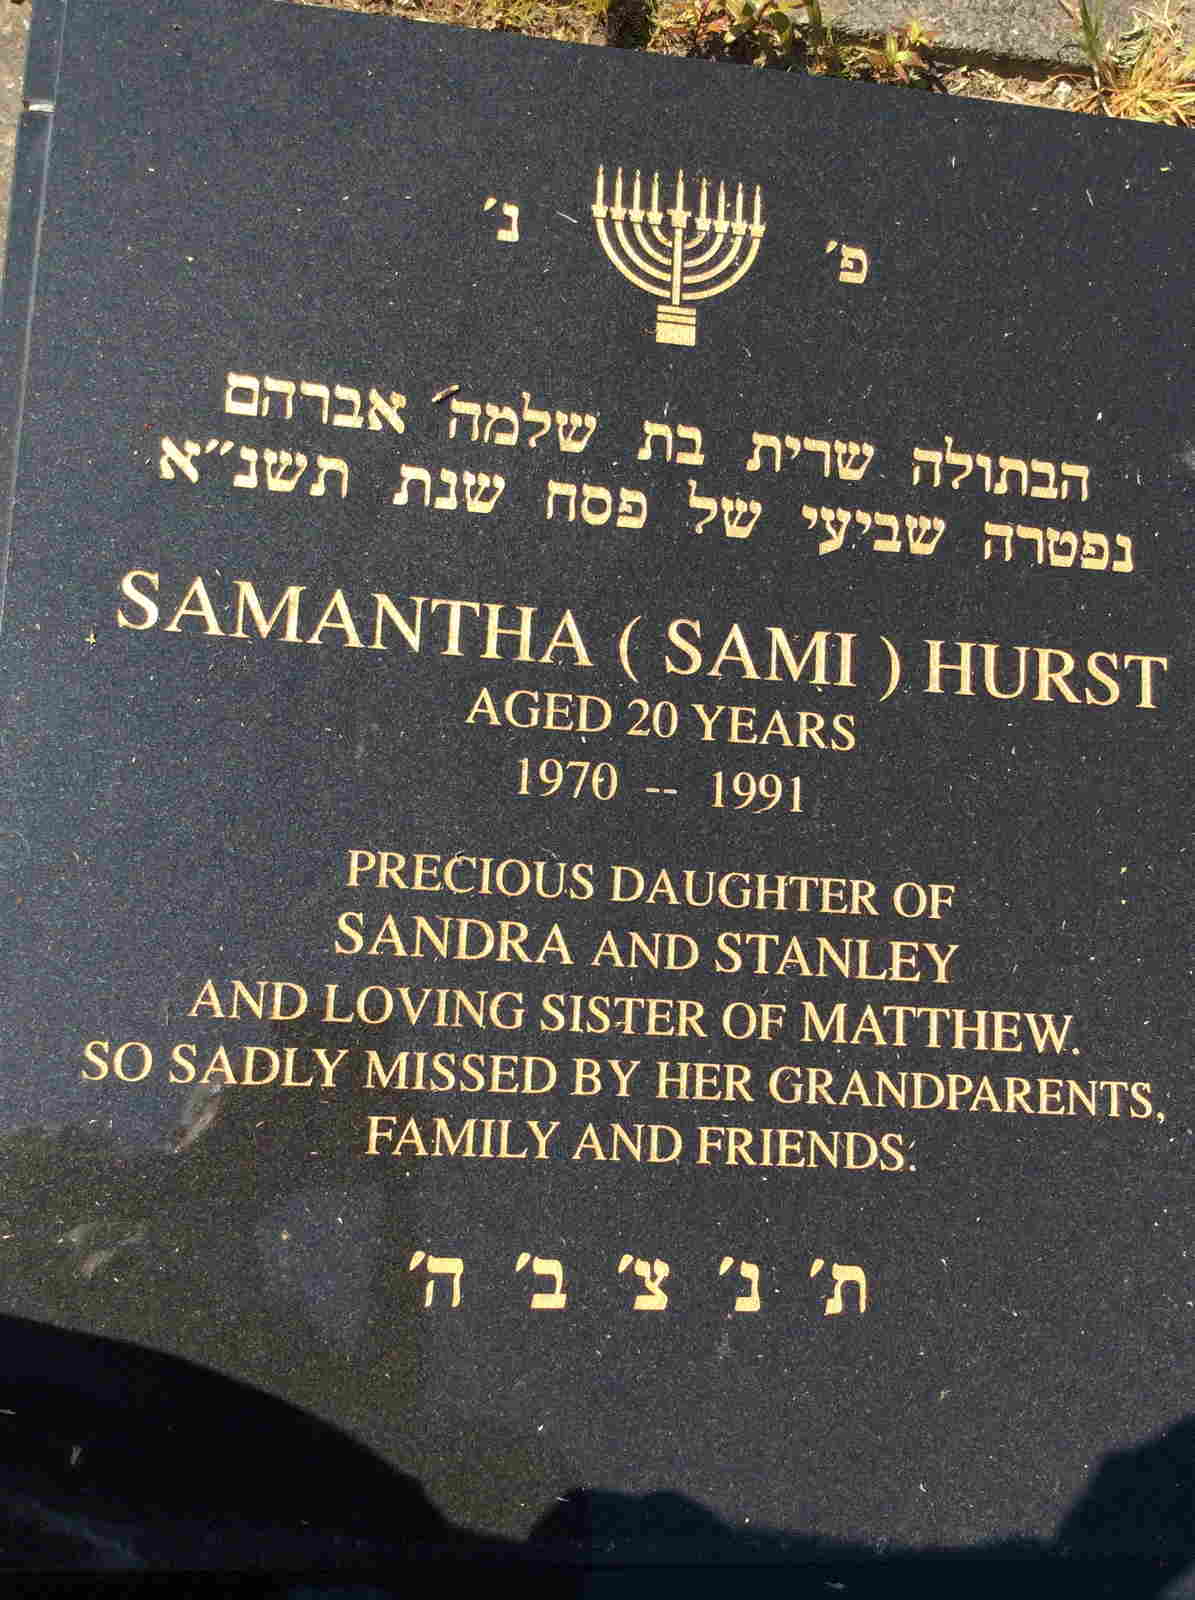 פ׳ נ׳
הבתולה שרית בת שלמה אברהם
נפטרה שביעי של פסח שנת תשנ״א
SAMANTHA ( SAMI ) HURST
AGED 20 YEARS
1970 -- 1991
PRECIOUS DAUGHTER OF
SANDRA AND STANLEY
AND LOVING SISTER OF MATTHEW.
SO SADLY MISSED BY HER GRANDPARENTS,
FAMILY AND FRIENDS.
ת׳ נ׳ צ׳ ב׳ ה׳